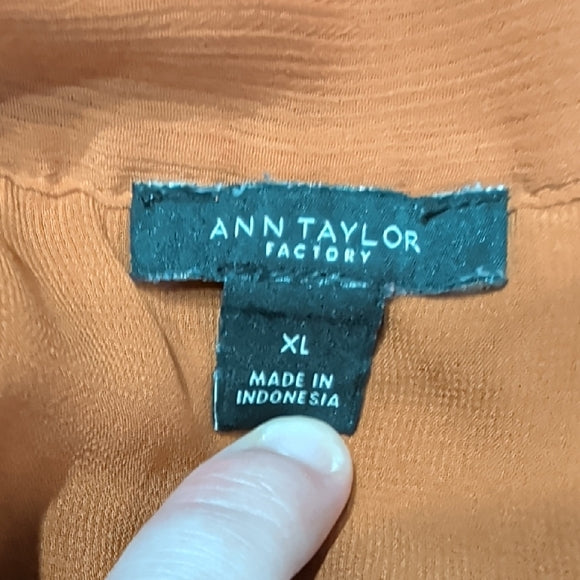 ANN TAYLOR
FACTORY
XL
MADE IN
INDONESIA